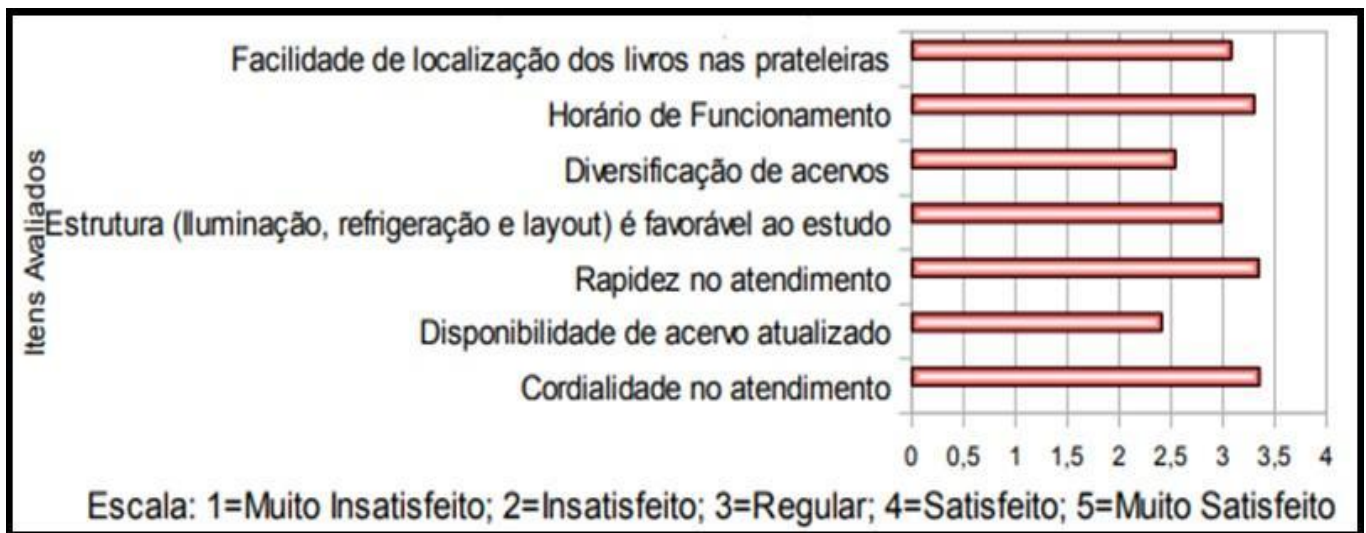 Itens Avaliados
Facilidade de localização dos livros nas prateleiras
Horário de Funcionamento
Diversificação de acervos
Estrutura (Iluminação, refrigeração e layout) é favorável ao estudo
Rapidez no atendimento
Disponibilidade de acervo atualizado
Cordialidade no atendimento
0 0,5 1 1,5 2 2,5 3 3,5 4
Escala: 1=Muito Insatisfeito; 2=Insatisfeito; 3=Regular; 4=Satisfeito; 5=Muito Satisfeito